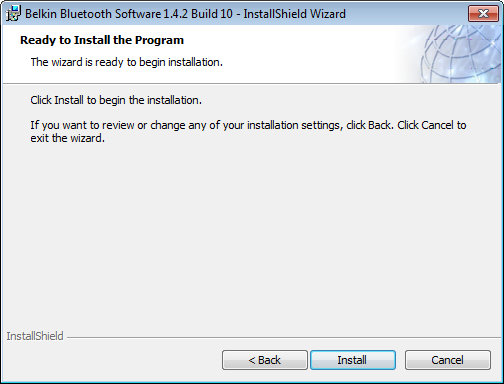 Belkin Bluetooth Software 1.4.2 Build 10 - InstallShield Wizard
Ready to Install the Program
The wizard is ready to begin installation.
Click Install to begin the installation.
If you want to review or change any of your installation settings, click Back. Click Cancel to
exit the wizard.
InstallShield
< Back Install Cancel